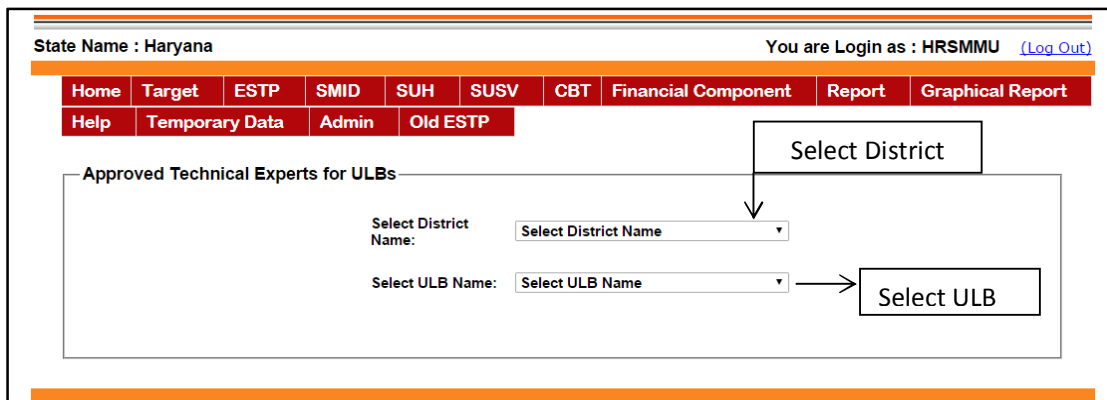 State Name : Haryana You are Login as : HRSMMU (Log Out)
Home Target ESTP SMID SUH SUSV CBT Financial Component Report Graphical Report
Help Temporary Data Admin Old ESTP
Select District
Approved Technical Experts for ULBs
Select District
Name:
Select District Name
Select ULB Name: Select ULB Name
Select ULB